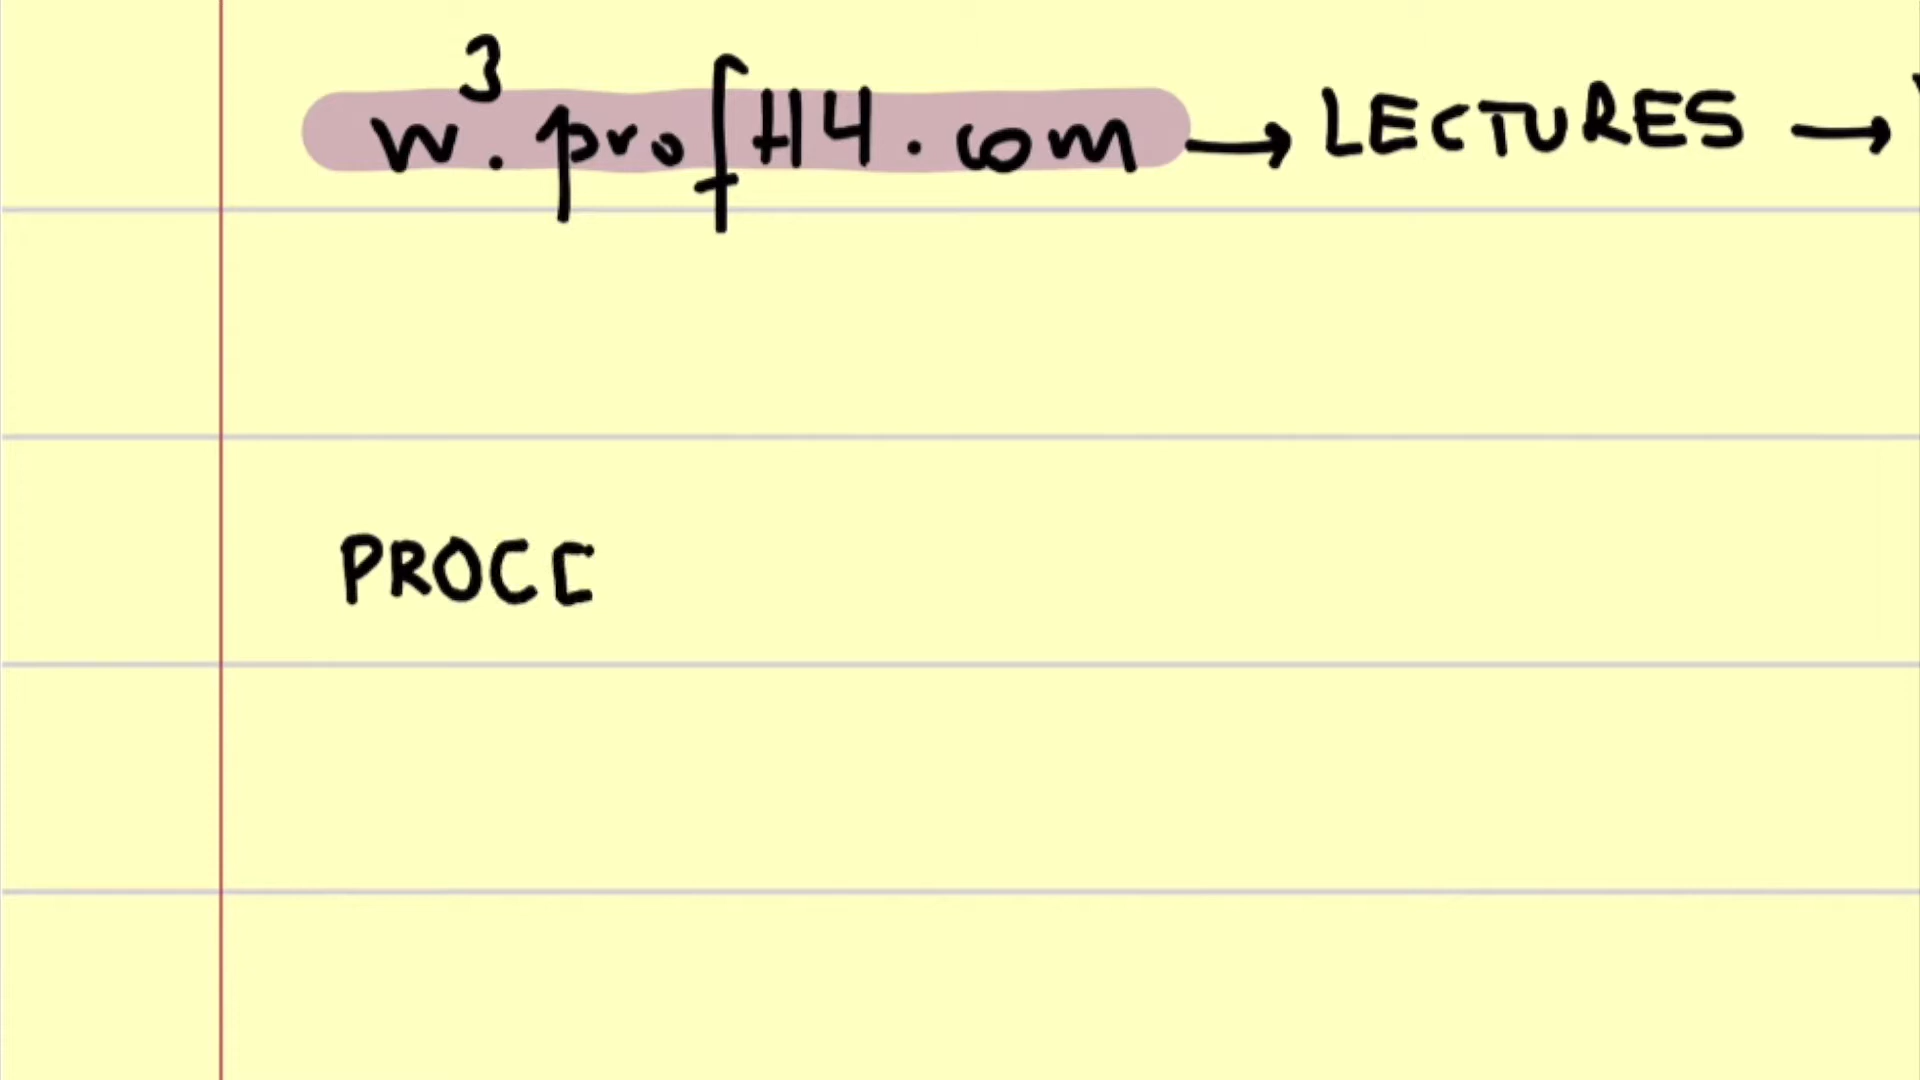 w³.profH4.com → LECTURES →
PROCE